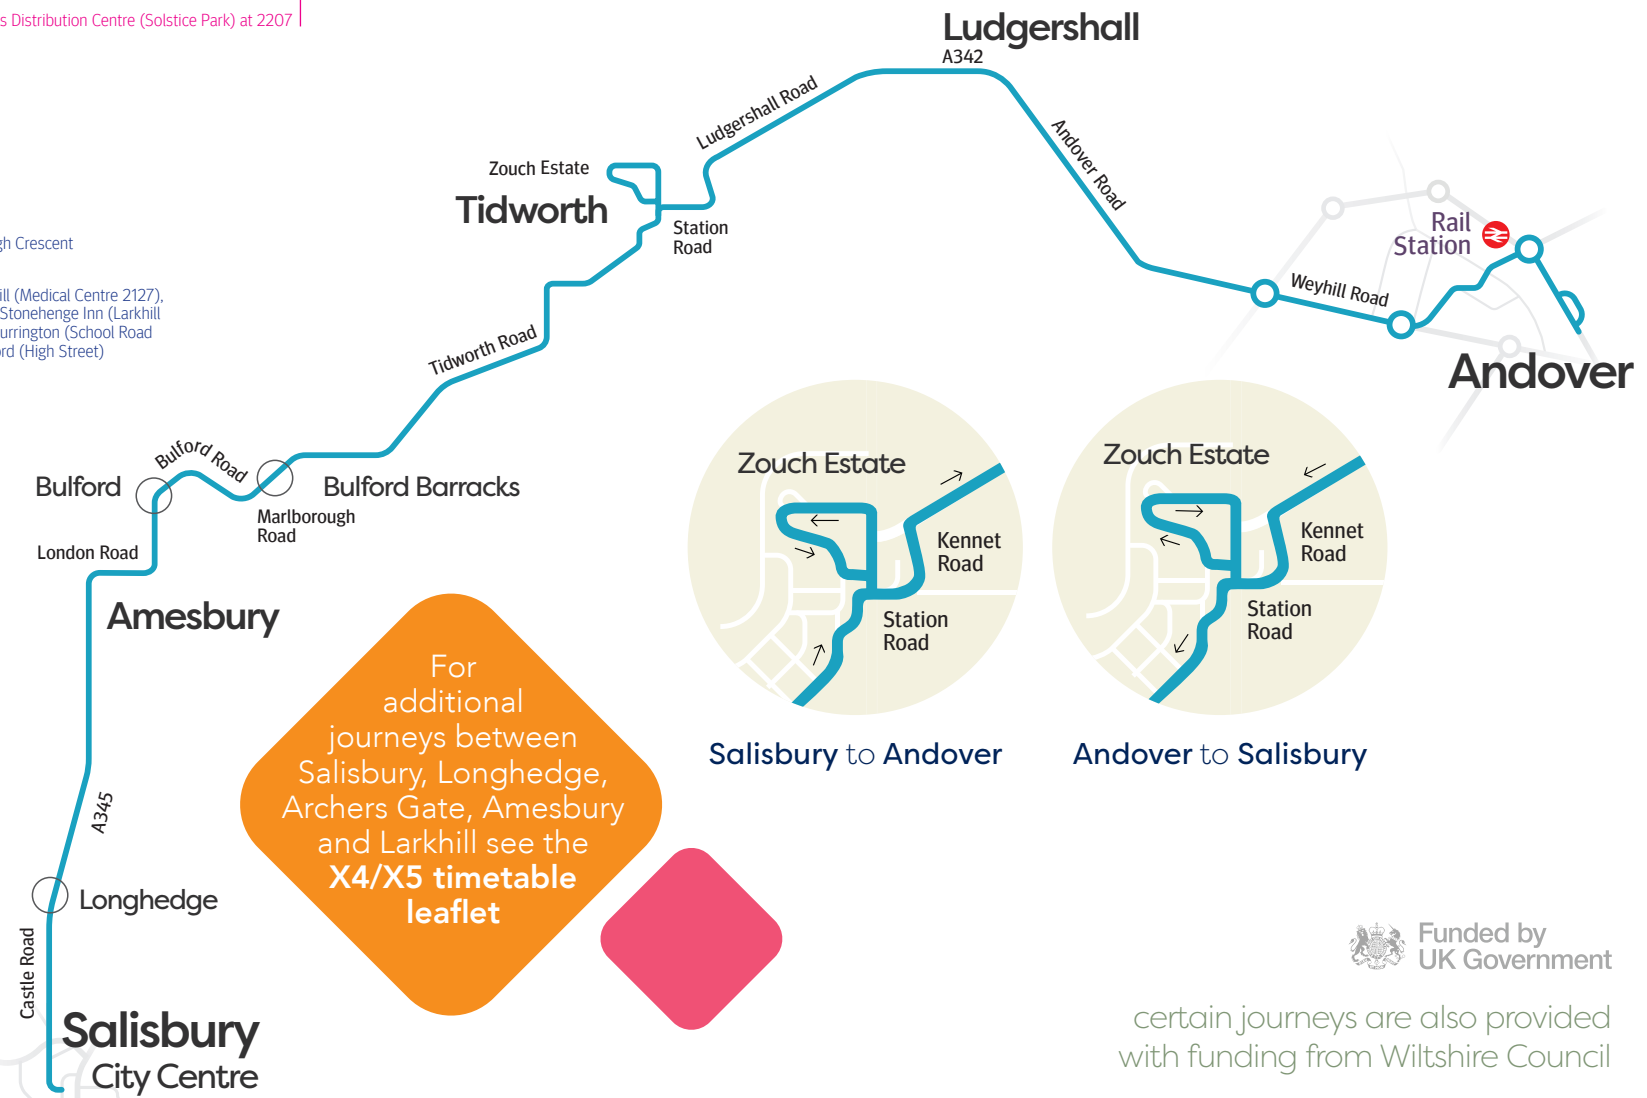 s Distribution Centre (Solstice Park) at 2207
Ludgershall
A342
Ludgershall Road
Andover Road
Zouch Estate
Tidworth
Station
Road
Rail
Station
gh Crescent
ill (Medical Centre 2127),
Stonehenge Inn (Larkhill
urrington (School Road
ord (High Street)
Weyhill Road
Andover
Tidworth Road
Bulford Road
Bulford
Bulford Barracks
Marlborough
Road
London Road
Amesbury
Zouch Estate
Kennet
Road
Station
Road
Salisbury to Andover
Zouch Estate
Kennet
Road
Station
Road
Andover to Salisbury
For
additional
journeys between
Salisbury, Longhedge,
Archers Gate, Amesbury
and Larkhill see the
X4/X5 timetable
leaflet
A345
Longhedge
Castle Road
Salisbury
City Centre
Funded by
UK Government
certain journeys are also provided
with funding from Wiltshire Council